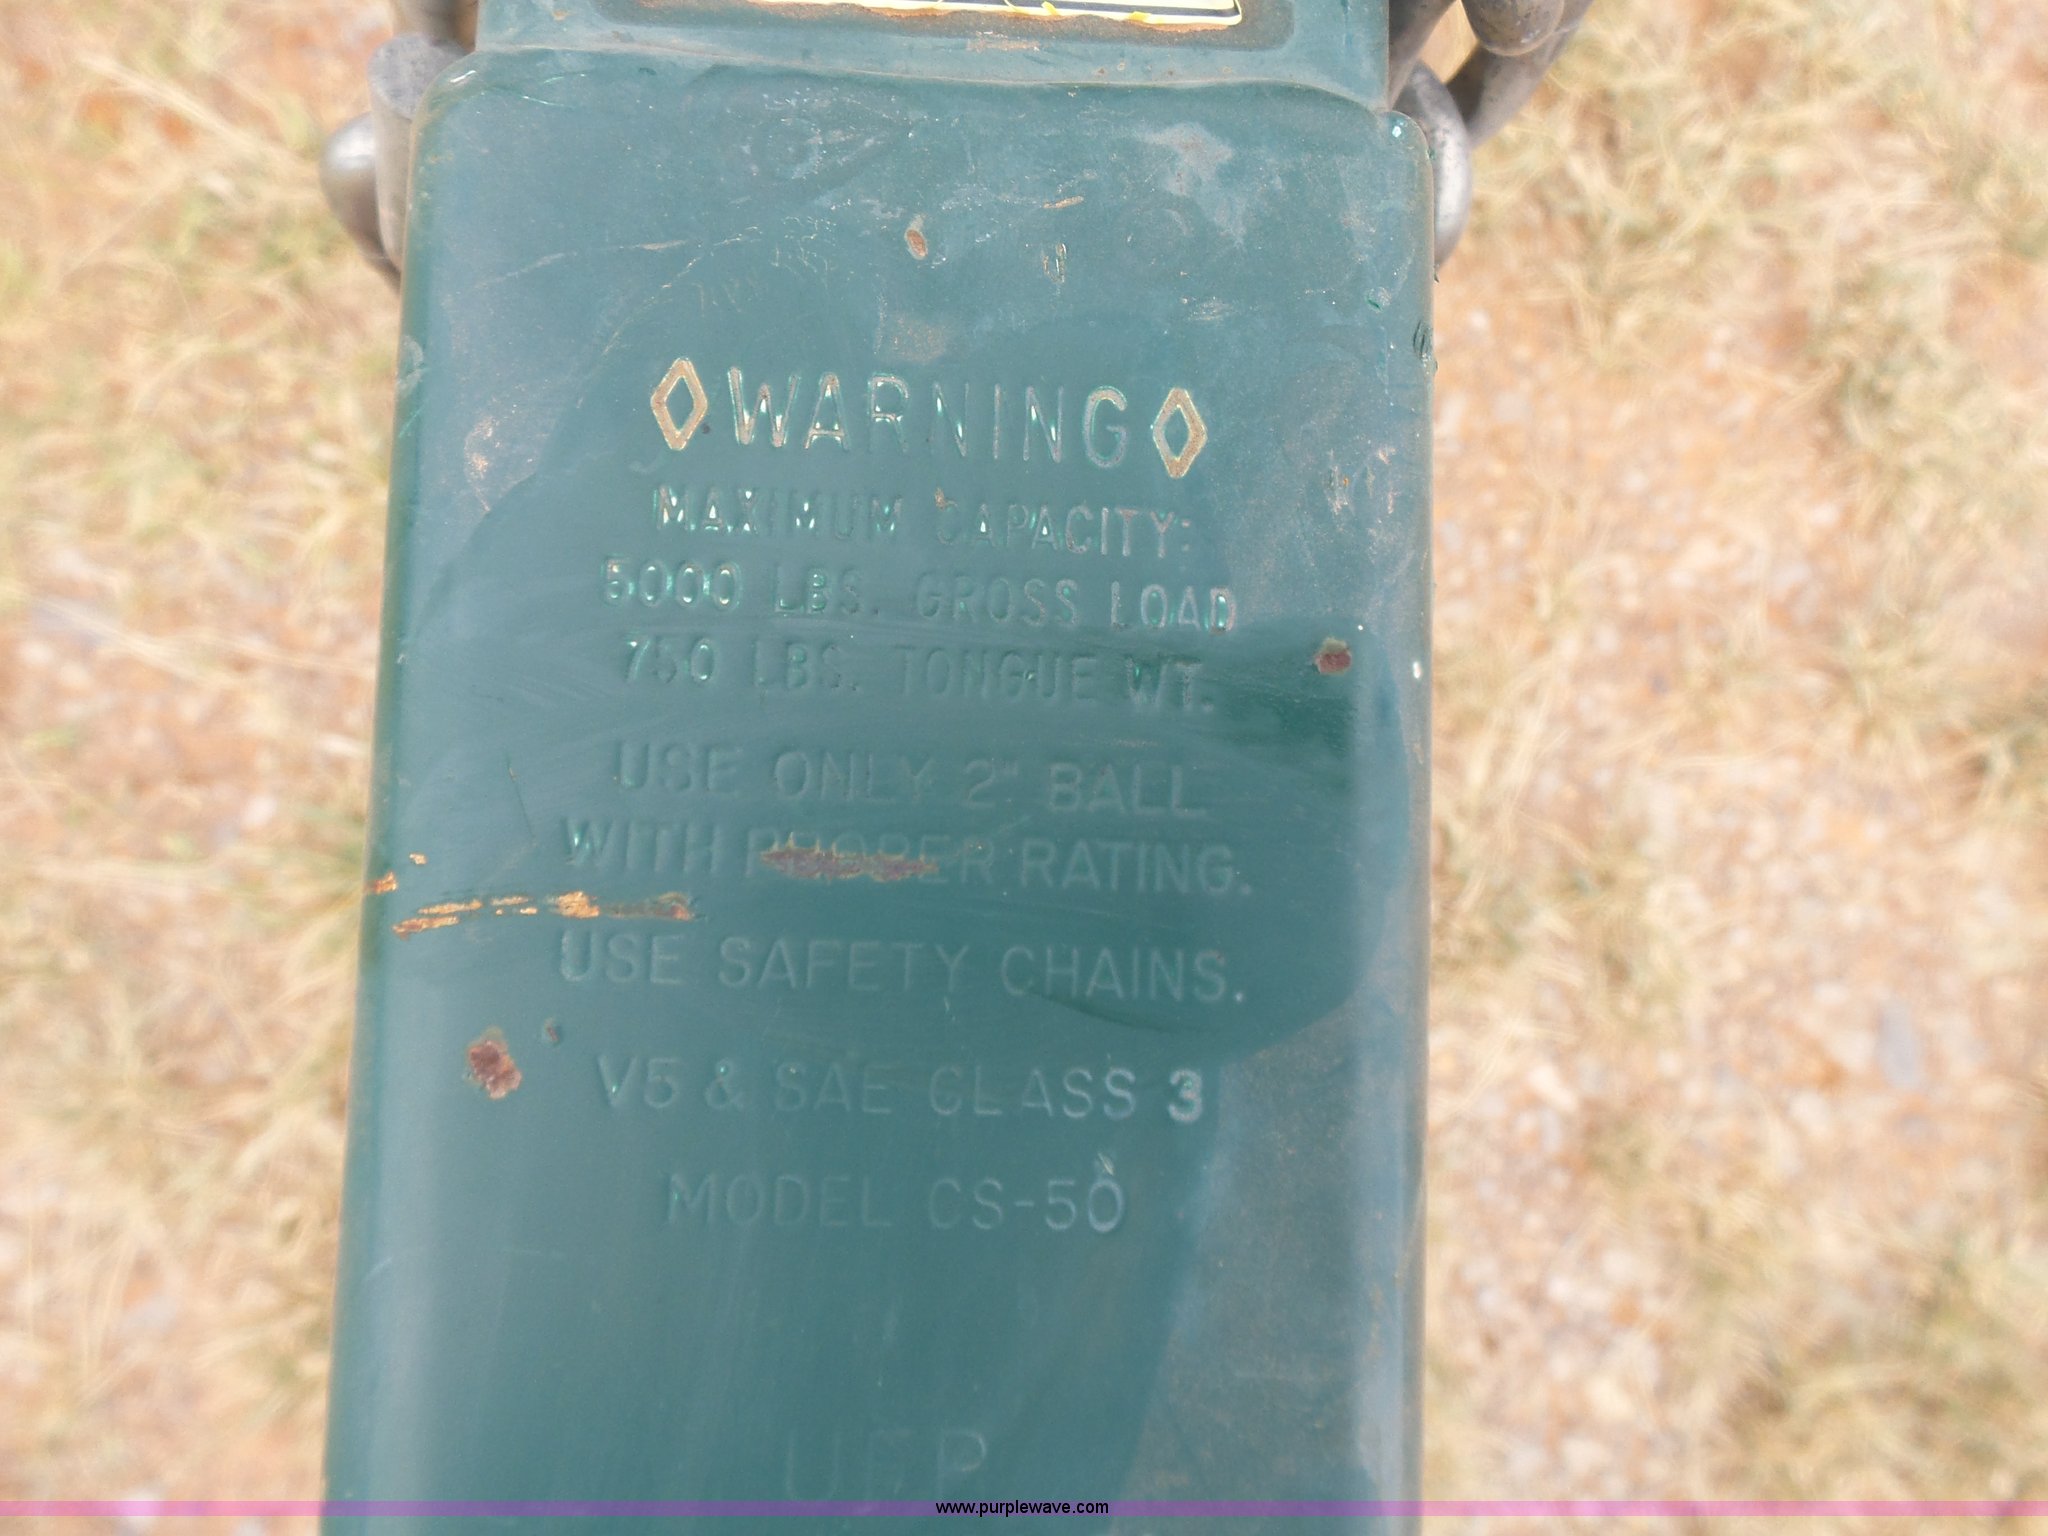 WARNING
MAXIMUM CAPACITY:
5000 LBS. GROSS LOAD
750 LBS. TONGUE WT.
USE ONLY 2" BALL
WITH PROPER RATING.
USE SAFETY CHAINS.
V5 & SAE CLASS 3
MODEL CS-50
UFP
www.purplewave.com